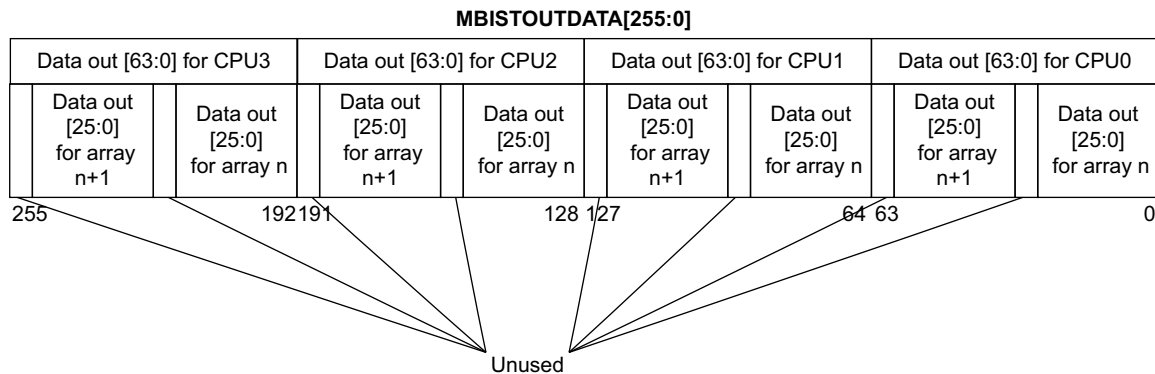 MBISTOUTDATA[255:0]
Data out [63:0] for CPU3
Data out [63:0] for CPU2
Data out [63:0] for CPU1
Data out [63:0] for CPU0
Data out
[25:0]
for array
n+1
Data out
[25:0]
for array n
Data out
[25:0]
for array
n+1
Data out
[25:0]
for array n
Data out
[25:0]
for array
n+1
Data out
[25:0]
for array n
Data out
[25:0]
for array
n+1
Data out
[25:0]
for array n
255 192 191 128 127 64 63 0
Unused